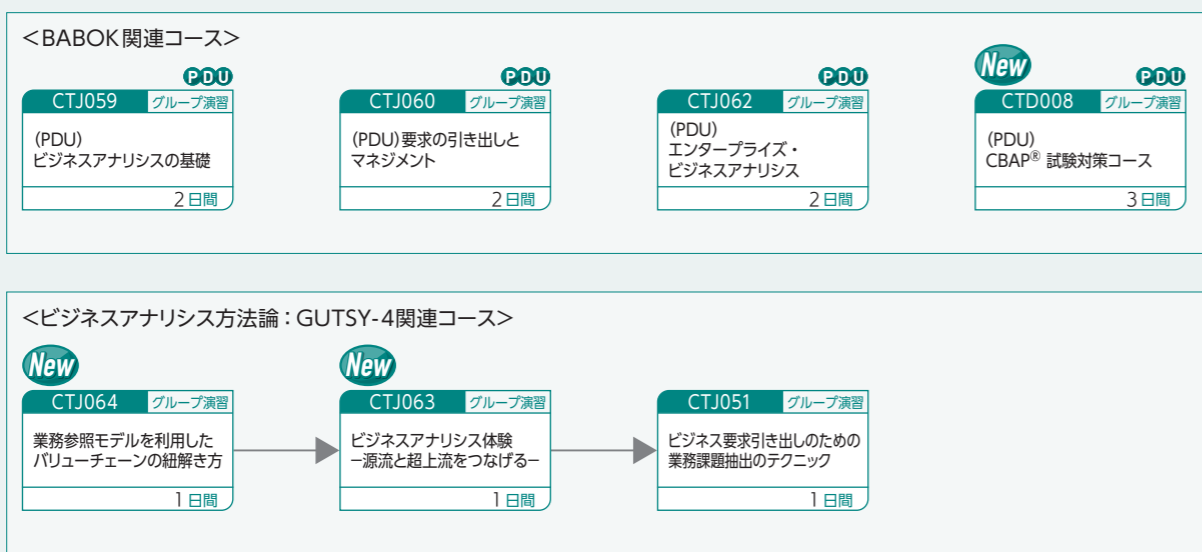 <BABOK関連コース>
PDU
CTJ059 グループ演習
(PDU)
ビジネスアナリシスの基礎
2日間
PDU
CTJ060 グループ演習
(PDU)要求の引き出しと
マネジメント
2日間
PDU
CTJ062 グループ演習
(PDU)
エンタープライズ・
ビジネスアナリシス
2日間
New
PDU
CTD008 グループ演習
(PDU)
CBAP® 試験対策コース
3日間
<ビジネスアナリシス方法論：GUTSY-4関連コース>
New
CTJ064 グループ演習
業務参照モデルを利用した
バリューチェーンの紐解き方
1日間
New
CTJ063 グループ演習
ビジネスアナリシス体験
−源流と超上流をつなげる−
1日間
CTJ051 グループ演習
ビジネス要求引き出しのための
業務課題抽出のテクニック
1日間